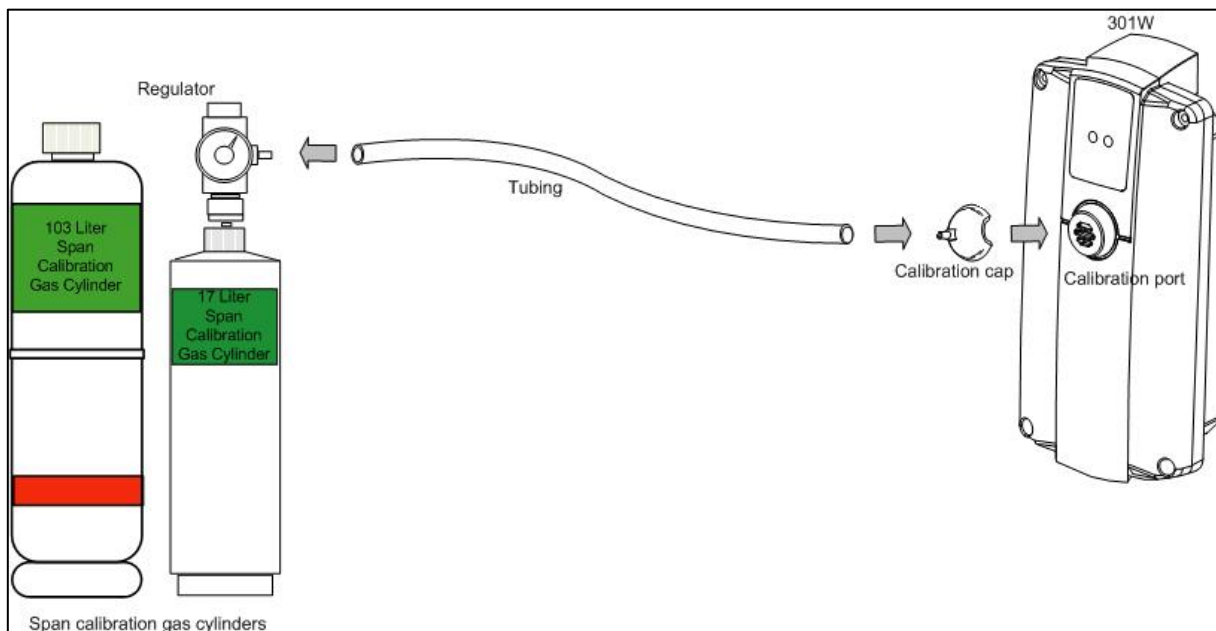 301W
Regulator
103 Liter
Span
Calibration
Gas Cylinder
17 Liter
Span
Calibration
Gas Cylinder
Tubing
Calibration cap
Calibration port
Span calibration gas cylinders